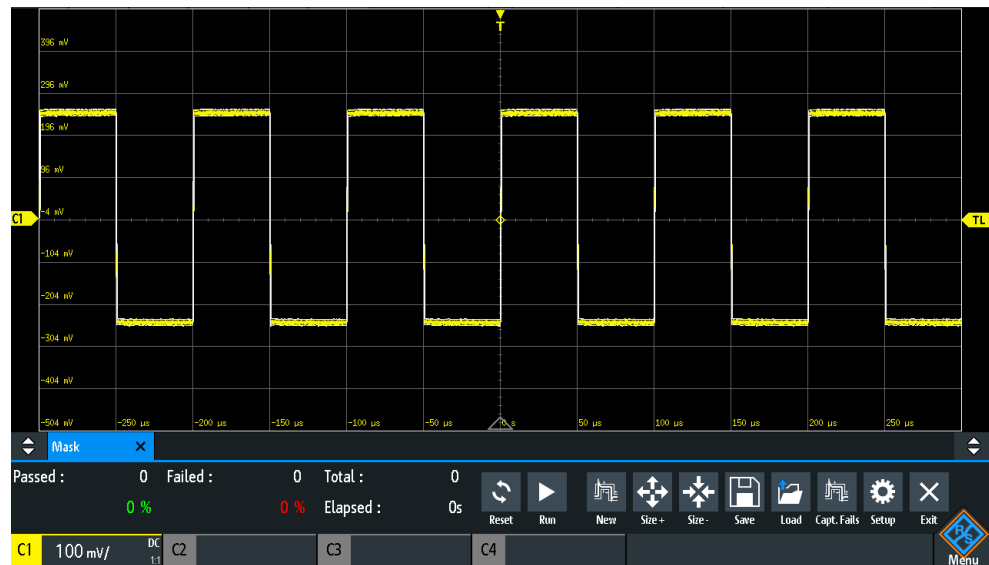 T
396 mV
296 mV
196 mV
96 mV
C1 -4 mV TL
-104 mV
-204 mV
-304 mV
-404 mV
-504 mV -250 µs -200 µs -150 µs -100 µs -50 µs -0 s 50 µs 100 µs 150 µs 200 µs 250 µs
Mask ×
Passed : 0 Failed : 0 Total : 0
0 % 0 % Elapsed : 0s
Reset Run New Size + Size - Save Load Capt. Fails Setup Exit
C1 100 mV/ DC 1:1 C2 C3 C4 R&S Menu